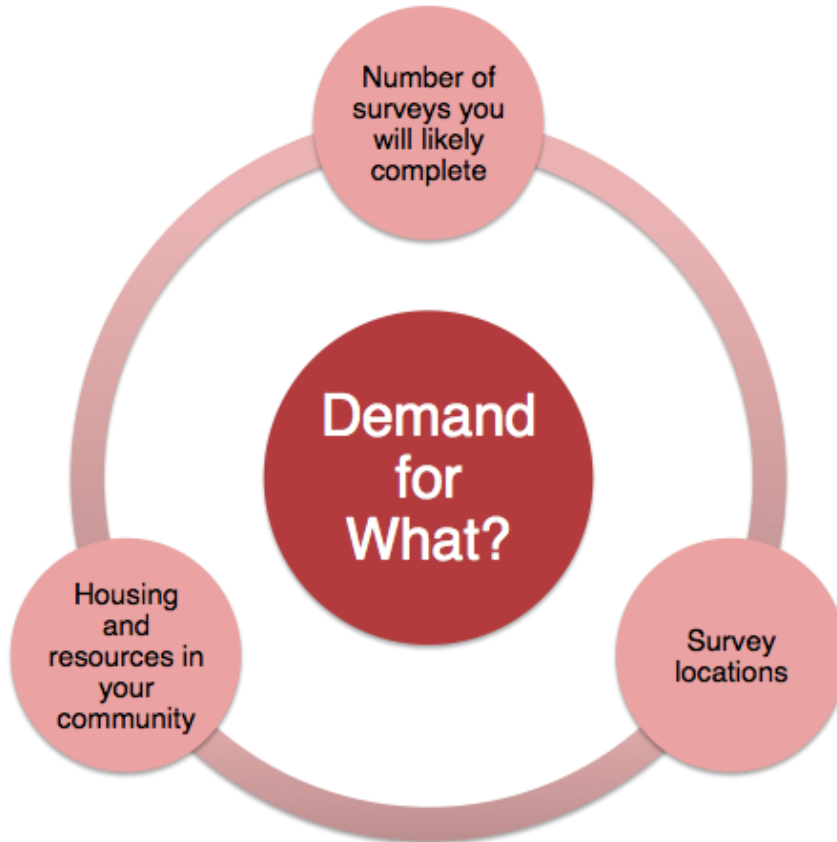 Number of
surveys you
will likely
complete
Demand
for
What?
Housing
and
resources in
your
community
Survey
locations